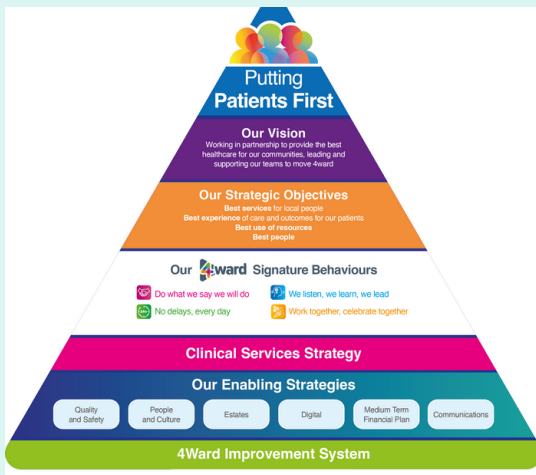 Putting
Patients First
Our Vision
Working in partnership to provide the best
healthcare for our communities, leading and
supporting our teams to move 4ward
Our Strategic Objectives
Best services for local people
Best experience of care and outcomes for our patients
Best use of resources
Best people
Our 4ward Signature Behaviours
Do what we say we will do
We listen, we learn, we lead
No delays, every day
Work together, celebrate together
Clinical Services Strategy
Our Enabling Strategies
Quality
and Safety
People
and Culture
Estates
Digital
Medium Term
Financial Plan
Communications
4Ward Improvement System